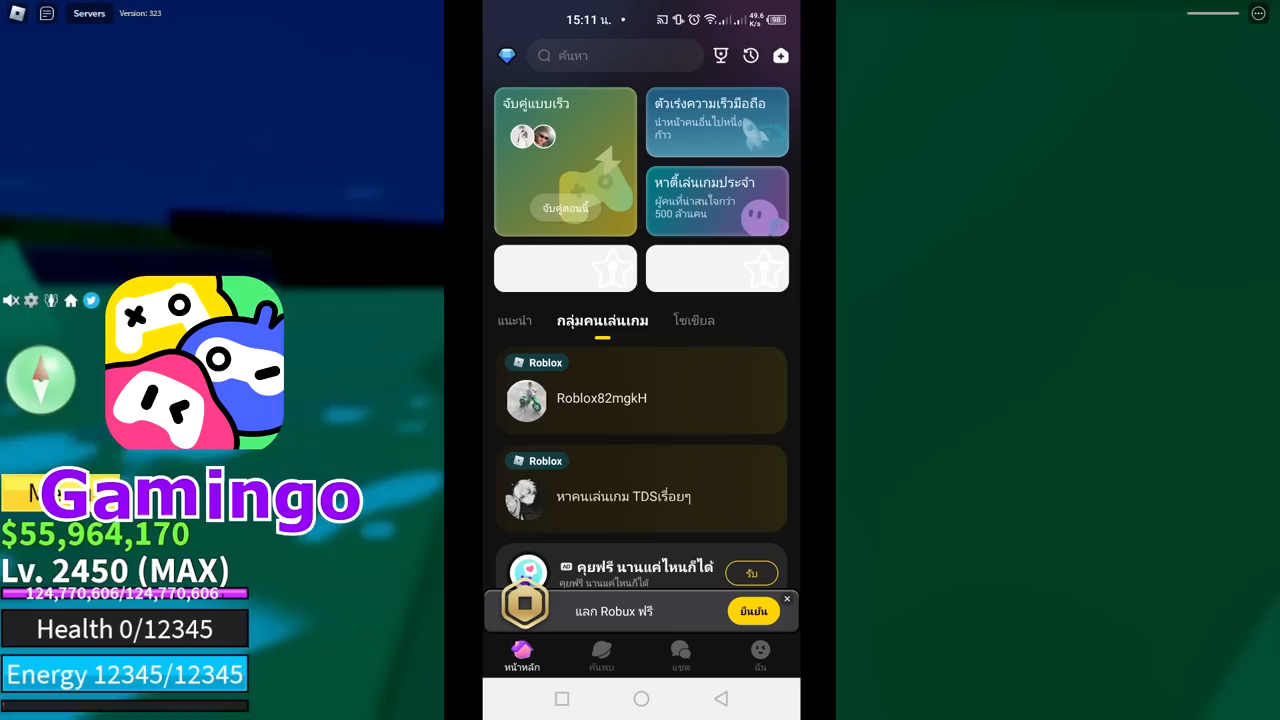 Servers
Version: 323
Gamingo
$55,964,170
Lv. 2450 (MAX)
124,770,606/124,770,606
Health 0/12345
Energy 12345/12345
15:11 น.
49.6
K/s
98
ค้นหา
จับคู่แบบเร็ว
จับคู่ตอนนี้
ตัวเร่งความเร็วมือถือ
นำหน้าคนอื่นไปหนึ่ง
ก้าว
หาตี้เล่นเกมประจำ
ผู้คนที่น่าสนใจกว่า
500 ล้านคน
แนะนำ
กลุ่มคนเล่นเกม
โซเชียล
Roblox
Roblox82mgkH
Roblox
หาคนเล่นเกม TDSเรื่อยๆ
AD คุยฟรี นานแค่ไหนก็ได้
คุยฟรี นานแค่ไหนก็ได้
รับ
แลก Robux ฟรี
ยืนยัน
หน้าหลัก
ค้นพบ
แชต
ฉัน